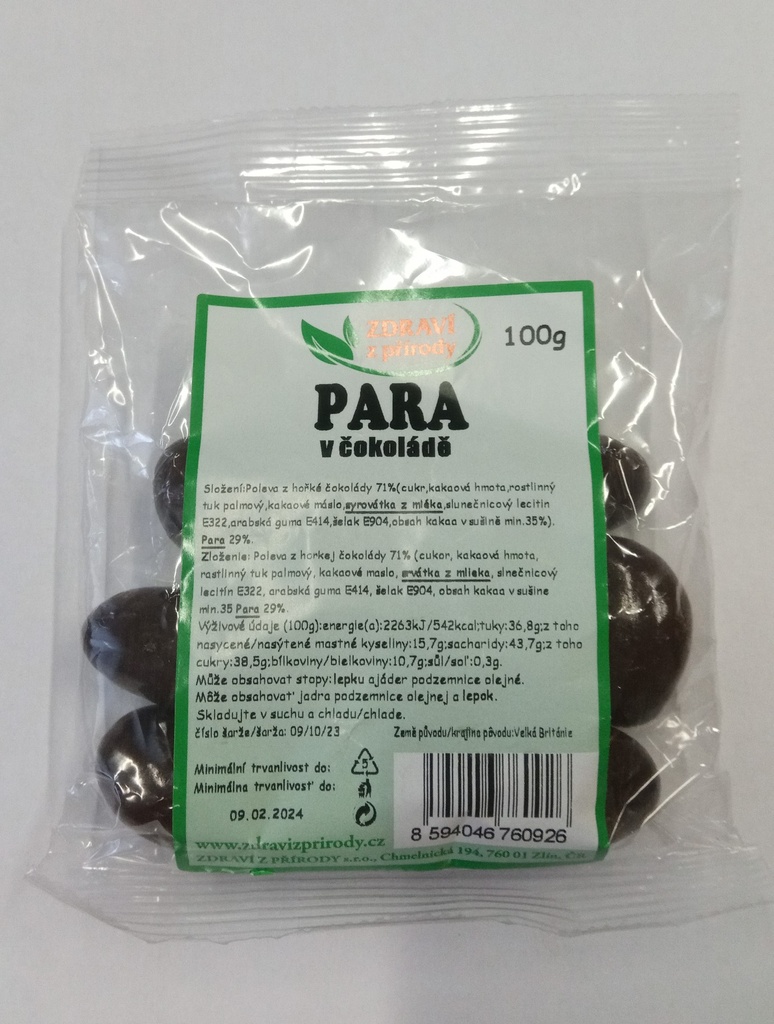 ZDRAVÍ
z přírody
100g
PARA
v čokoládě
Složení:Poleva z hořké čokolády 71%(cukr,kakaová hmota,rostlinný
tuk palmový,kakaové máslo,syrovátka z mléka,slunečnicový lecitin
E322,arabská guma E414,šelak E904,obsah kakaa v sušině min.35%).
Para 29%.
Zloženie: Poleva z horkej čokolády 71% (cukor, kakaová hmota,
rastlinný tuk palmový, kakaové maslo, srvátka z mlieka, slnečnicový
lecitín E322, arabská guma E414, šelak E904, obsah kakaa v sušine
min.35 Para 29%.
Výživové údaje (100g):energie(a):2263kJ/542kcal;tuky:36,8g;z toho
nasycené/nasýtené mastné kyseliny:15,7g;sacharidy:43,7g;z toho
cukry:38,5g;bílkoviny/bielkoviny:10,7g;sůl/soľ:0,3g.
Může obsahovat stopy:lepku ajáder podzemnice olejné.
Môže obsahovať jadra podzemnice olejnej a lepok.
Skladujte v suchu a chladu/chlade.
číslo šarže/šarža: 09/10/23
Země původu/krajina pôvodu:Velká Británie
Minimální trvanlivost do:
Minimálna trvanlivosť do:
09.02.2024
5
8 594046 760926
www.zdravizprirody.cz
ZDRAVÍ Z PŘÍRODY s.r.o., Chmelnická 194, 760 01 Zlín, ČR